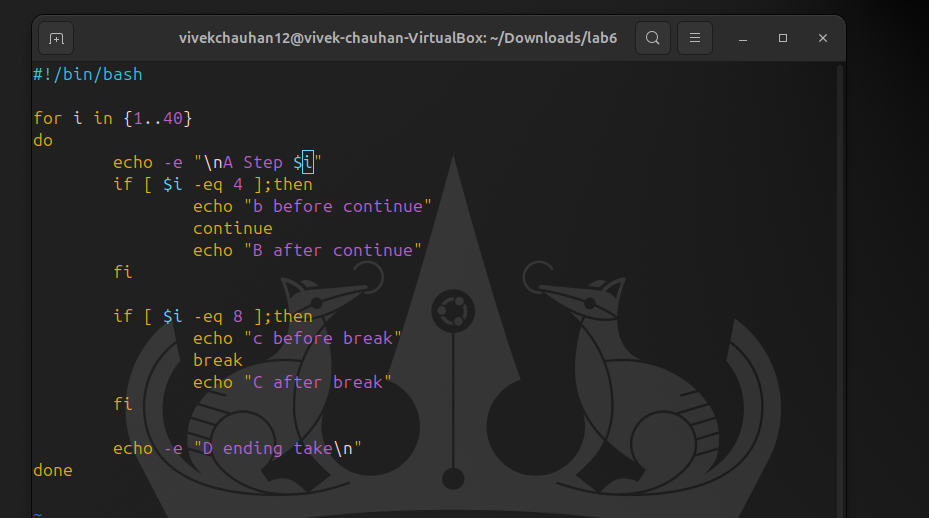 vivekchauhan12@vivek-chauhan-VirtualBox: ~/Downloads/lab6
#!/bin/bash

for i in {1..40}
do
        echo -e "\nA Step $i"
        if [ $i -eq 4 ];then
                echo "b before continue"
                continue
                echo "B after continue"
        fi

        if [ $i -eq 8 ];then
                echo "c before break"
                break
                echo "C after break"
        fi

        echo -e "D ending take\n"
done

~